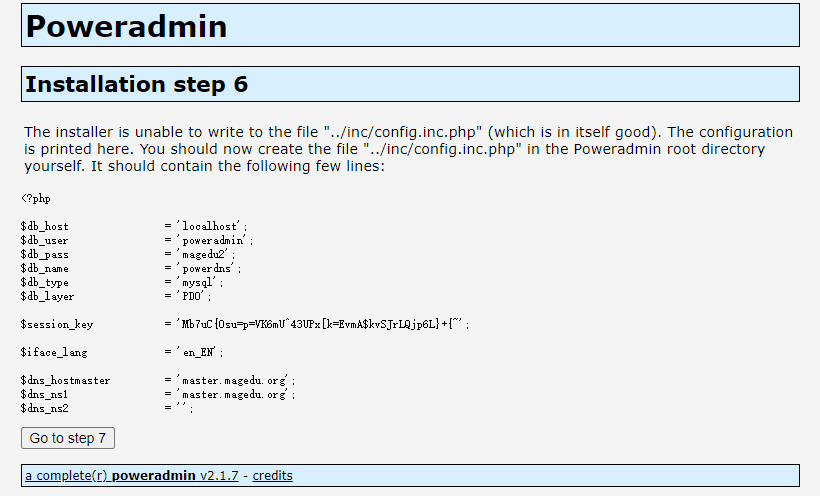 Poweradmin
Installation step 6
The installer is unable to write to the file "../inc/config.inc.php" (which is in itself good). The configuration
is printed here. You should now create the file "../inc/config.inc.php" in the Poweradmin root directory
yourself. It should contain the following few lines:
<?php
$db_host = 'localhost';
$db_user = 'poweradmin';
$db_pass = 'magedu2';
$db_name = 'powerdns';
$db_type = 'mysql';
$db_layer = 'PDO';
$session_key = 'Mb7uC{Osu=p=VK6mU^43UPx[k=EvmA$kvSJrLQjp6L}+{~';
$iface_lang = 'en_EN';
$dns_hostmaster = 'master.magedu.org';
$dns_ns1 = 'master.magedu.org';
$dns_ns2 = '';
Go to step 7
a complete(r) poweradmin v2.1.7 - credits